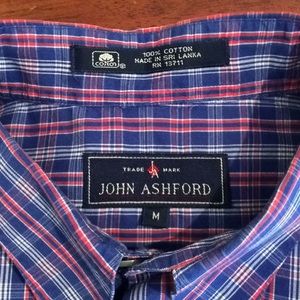 COTTON®
100% COTTON
MADE IN SRI LANKA
RN 13711
TRADE MARK
JOHN ASHFORD
M